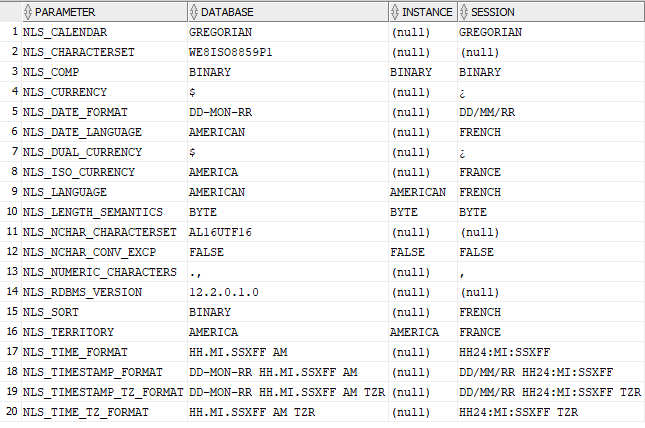 PARAMETER DATABASE INSTANCE SESSION
1 NLS_CALENDAR GREGORIAN (null) GREGORIAN
2 NLS_CHARACTERSET WE8ISO8859P1 (null) (null)
3 NLS_COMP BINARY BINARY BINARY
4 NLS_CURRENCY $ (null) ¿
5 NLS_DATE_FORMAT DD-MON-RR (null) DD/MM/RR
6 NLS_DATE_LANGUAGE AMERICAN (null) FRENCH
7 NLS_DUAL_CURRENCY $ (null) ¿
8 NLS_ISO_CURRENCY AMERICA (null) FRANCE
9 NLS_LANGUAGE AMERICAN AMERICAN FRENCH
10 NLS_LENGTH_SEMANTICS BYTE BYTE BYTE
11 NLS_NCHAR_CHARACTERSET AL16UTF16 (null) (null)
12 NLS_NCHAR_CONV_EXCP FALSE FALSE FALSE
13 NLS_NUMERIC_CHARACTERS ., (null) ,
14 NLS_RDBMS_VERSION 12.2.0.1.0 (null) (null)
15 NLS_SORT BINARY (null) FRENCH
16 NLS_TERRITORY AMERICA AMERICA FRANCE
17 NLS_TIME_FORMAT HH.MI.SSXFF AM (null) HH24:MI:SSXFF
18 NLS_TIMESTAMP_FORMAT DD-MON-RR HH.MI.SSXFF AM (null) DD/MM/RR HH24:MI:SSXFF
19 NLS_TIMESTAMP_TZ_FORMAT DD-MON-RR HH.MI.SSXFF AM TZR (null) DD/MM/RR HH24:MI:SSXFF TZR
20 NLS_TIME_TZ_FORMAT HH.MI.SSXFF AM TZR (null) HH24:MI:SSXFF TZR